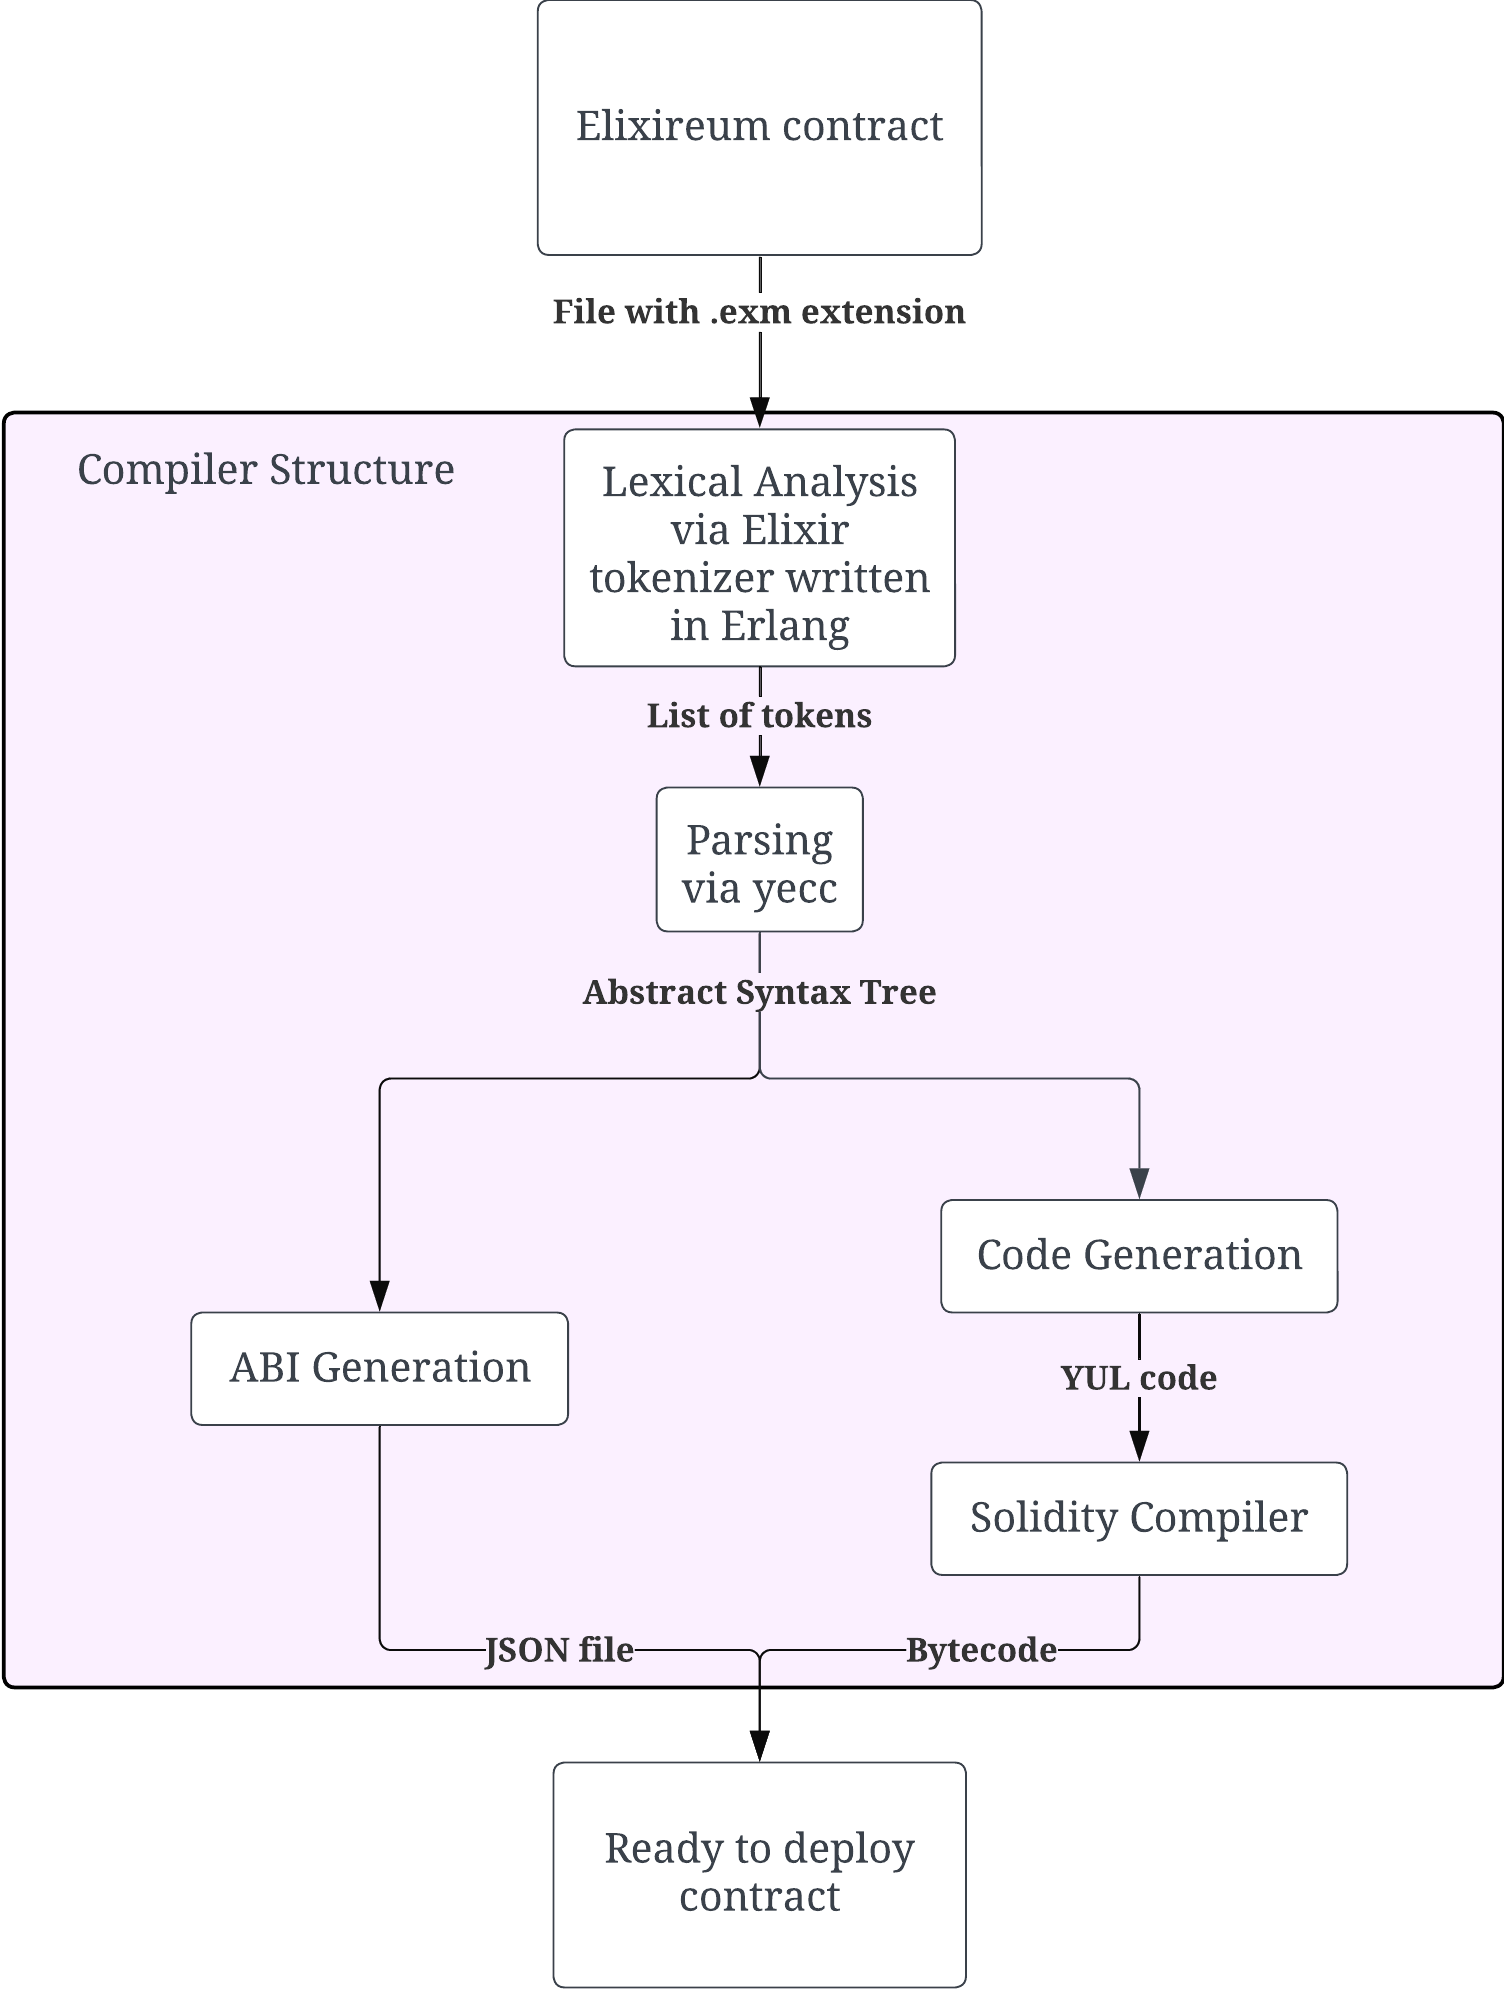 Elixireum contract
File with .exm extension
Compiler Structure
Lexical Analysis
via Elixir
tokenizer written
in Erlang
List of tokens
Parsing
via yecc
Abstract Syntax Tree
Code Generation
ABI Generation
YUL code
Solidity Compiler
JSON file
Bytecode
Ready to deploy
contract